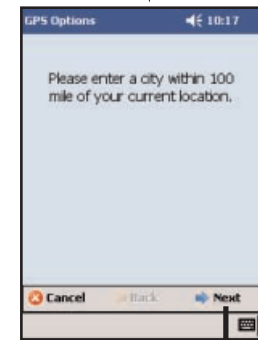 GPS Options 10:17
Please enter a city within 100
mile of your current location.
Cancel Back Next